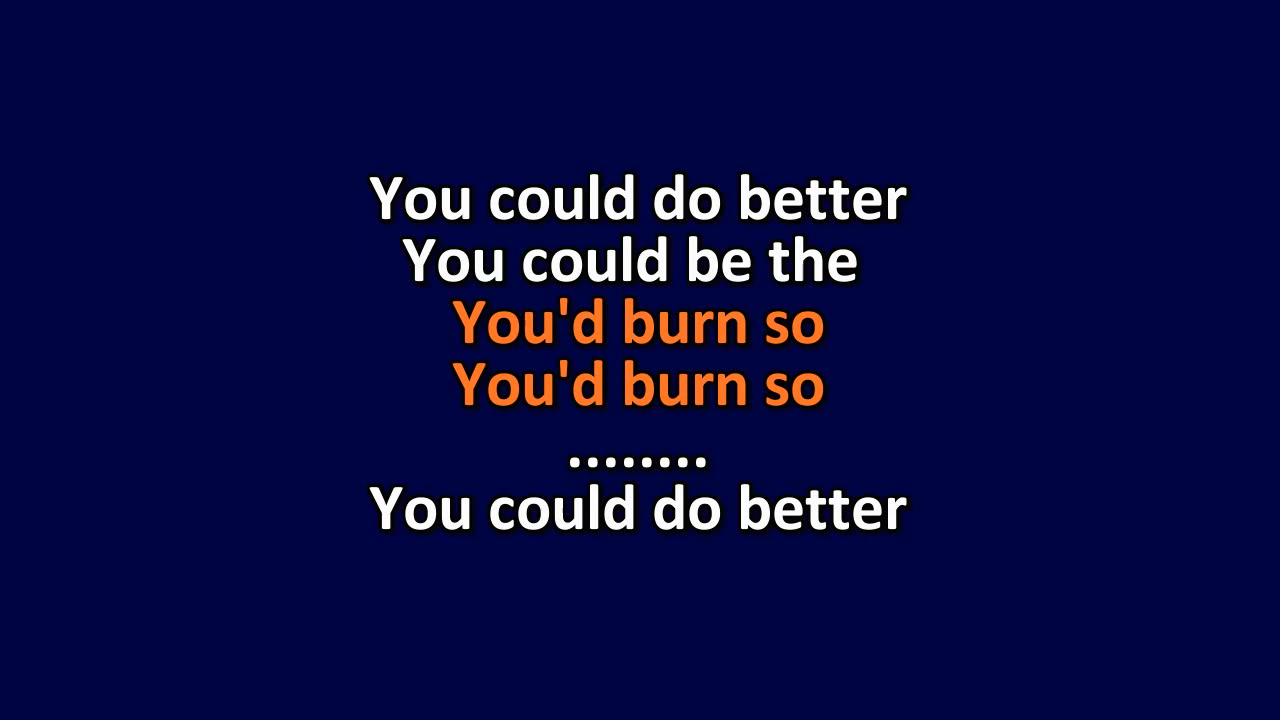 You could do better
You could be the
You'd burn so
You'd burn so
........
You could do better